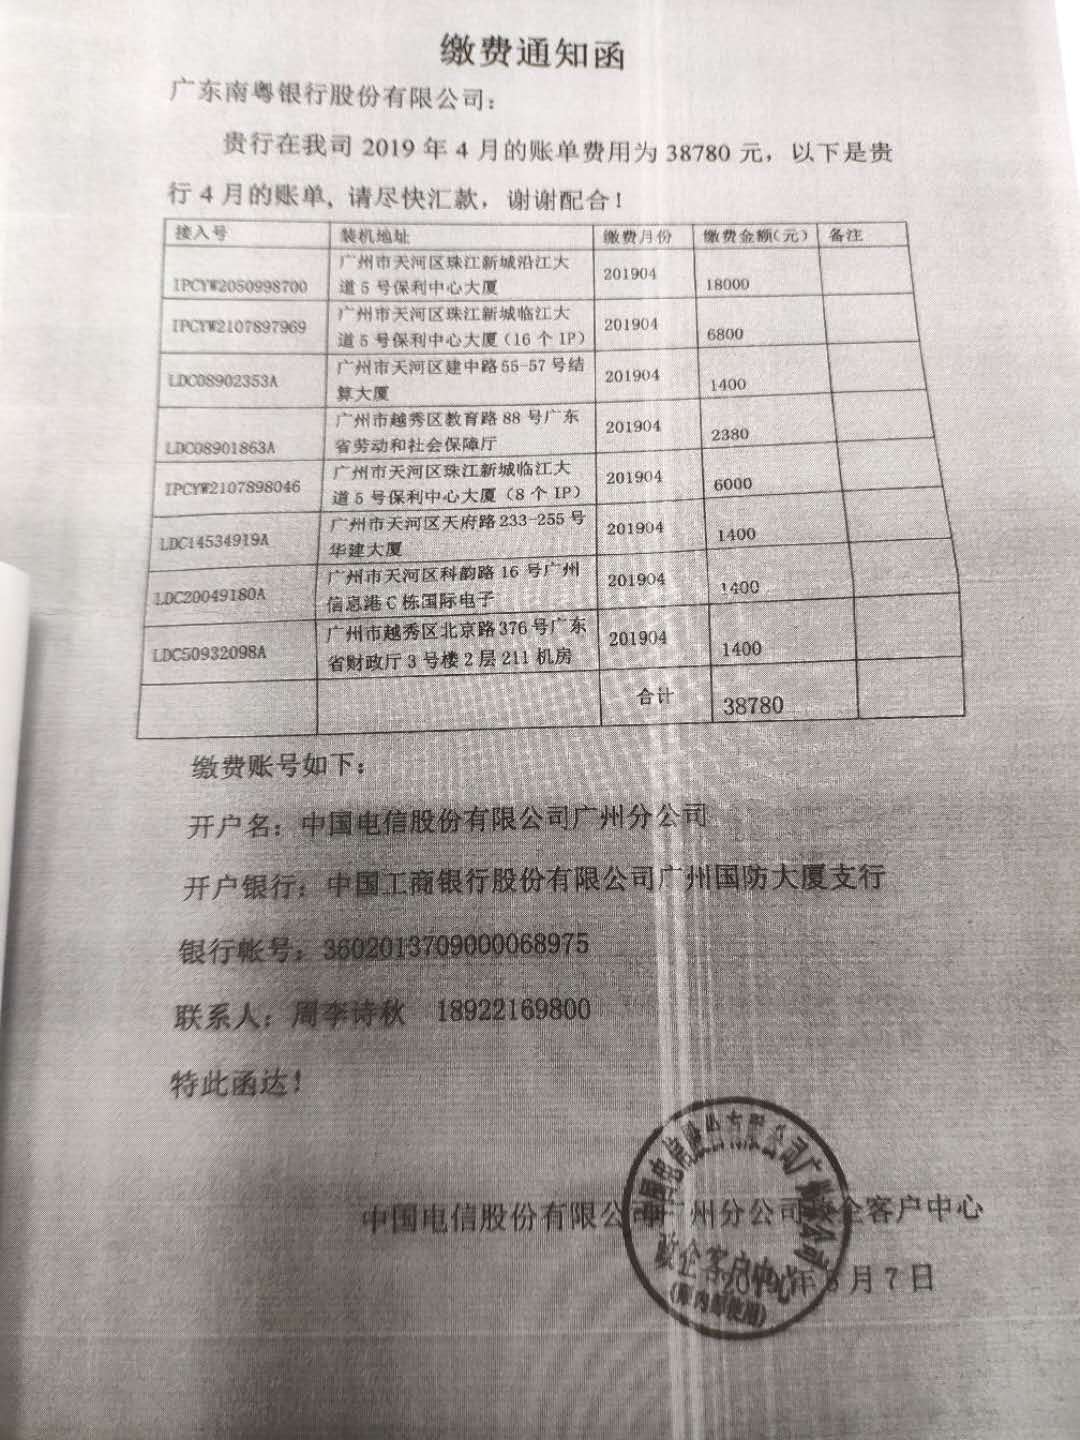 缴费通知函
广东南粤银行股份有限公司：
贵行在我司 2019 年 4 月的账单费用为 38780 元，以下是贵
行 4 月的账单，请尽快汇款，谢谢配合！
接入号 装机地址 缴费月份 缴费金额（元） 备注
广州市天河区珠江新城沿江大
IPCYW2050998700 道 5 号保利中心大厦 201904 18000
广州市天河区珠江新城临江大
IPCYW2107897969 道 5 号保利中心大厦（16 个 IP） 201904 6800
广州市天河区建中路 55-57 号结
LDC08902353A 算大厦 201904 1400
广州市越秀区教育路 88 号广东
LDC08901863A 省劳动和社会保障厅 201904 2380
广州市天河区珠江新城临江大
IPCYW2107898046 道 5 号保利中心大厦（8 个 IP） 201904 6000
广州市天河区天府路 233-255 号
LDC14534919A 华建大厦 201904 1400
广州市天河区科韵路 16 号广州
LDC20049180A 信息港 C 栋国际电子 201904 1400
广州市越秀区北京路 376 号广东
LDC50932098A 省财政厅 3 号楼 2 层 211 机房 201904 1400
合计 38780
缴费账号如下：
开户名：中国电信股份有限公司广州分公司
开户银行：中国工商银行股份有限公司广州国防大厦支行
银行帐号：3602013709000068975
联系人：周李诗秋 18922169800
特此函达！
中国电信股份有限公司广州分公司政企客户中心
年 5 月 7 日
中国电信股份有限公司广州分公司
政企客户中心